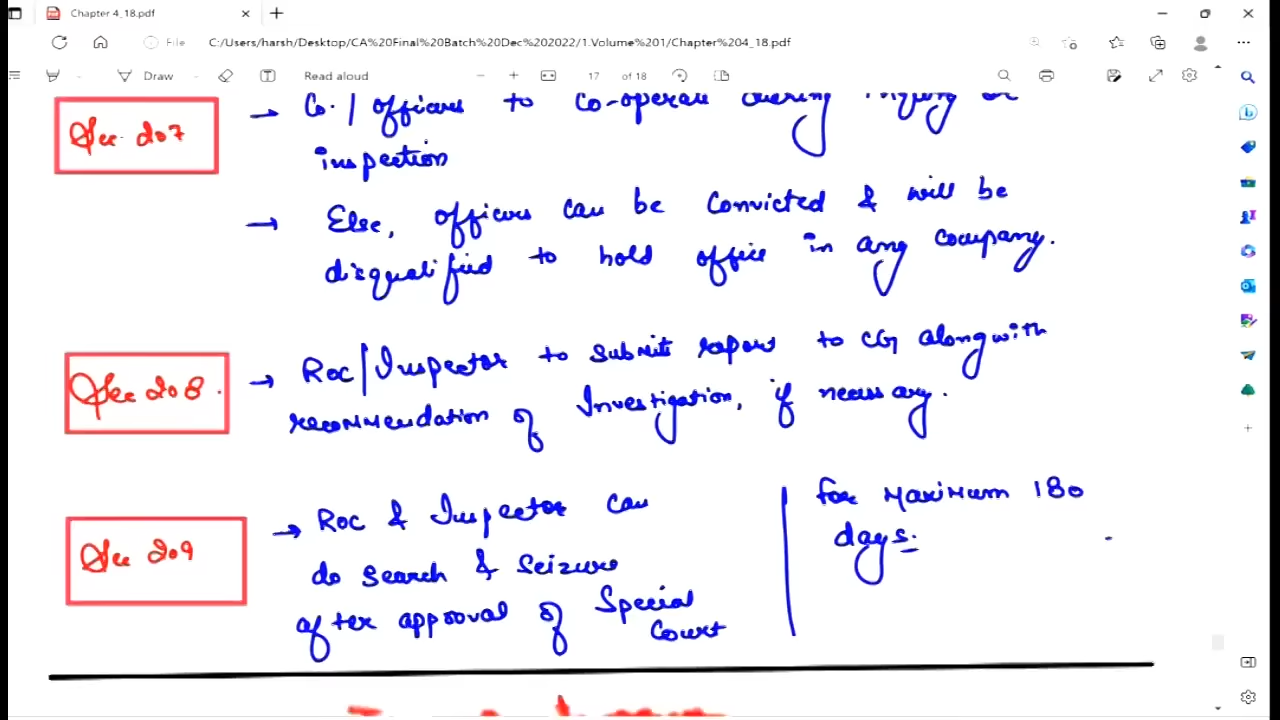 Chapter 4_18.pdf
File C:/Users/harsh/Desktop/CA%20Final%20Batch%20Dec%202022/1.Volume%201/Chapter%204_18.pdf
Draw Read aloud 17 of 18
Sec 207 → Co. / officers to co-operate during inquiry or
inspection
→ Else, officers can be convicted & will be
disqualified to hold office in any company.
Sec 208. → ROC/Inspector to submit report to CG alongwith
recommendation of Investigation, if necessary.
Sec 209 → ROC & Inspector can
do search & seizure
after approval of Special
Court
for maximum 180
days.